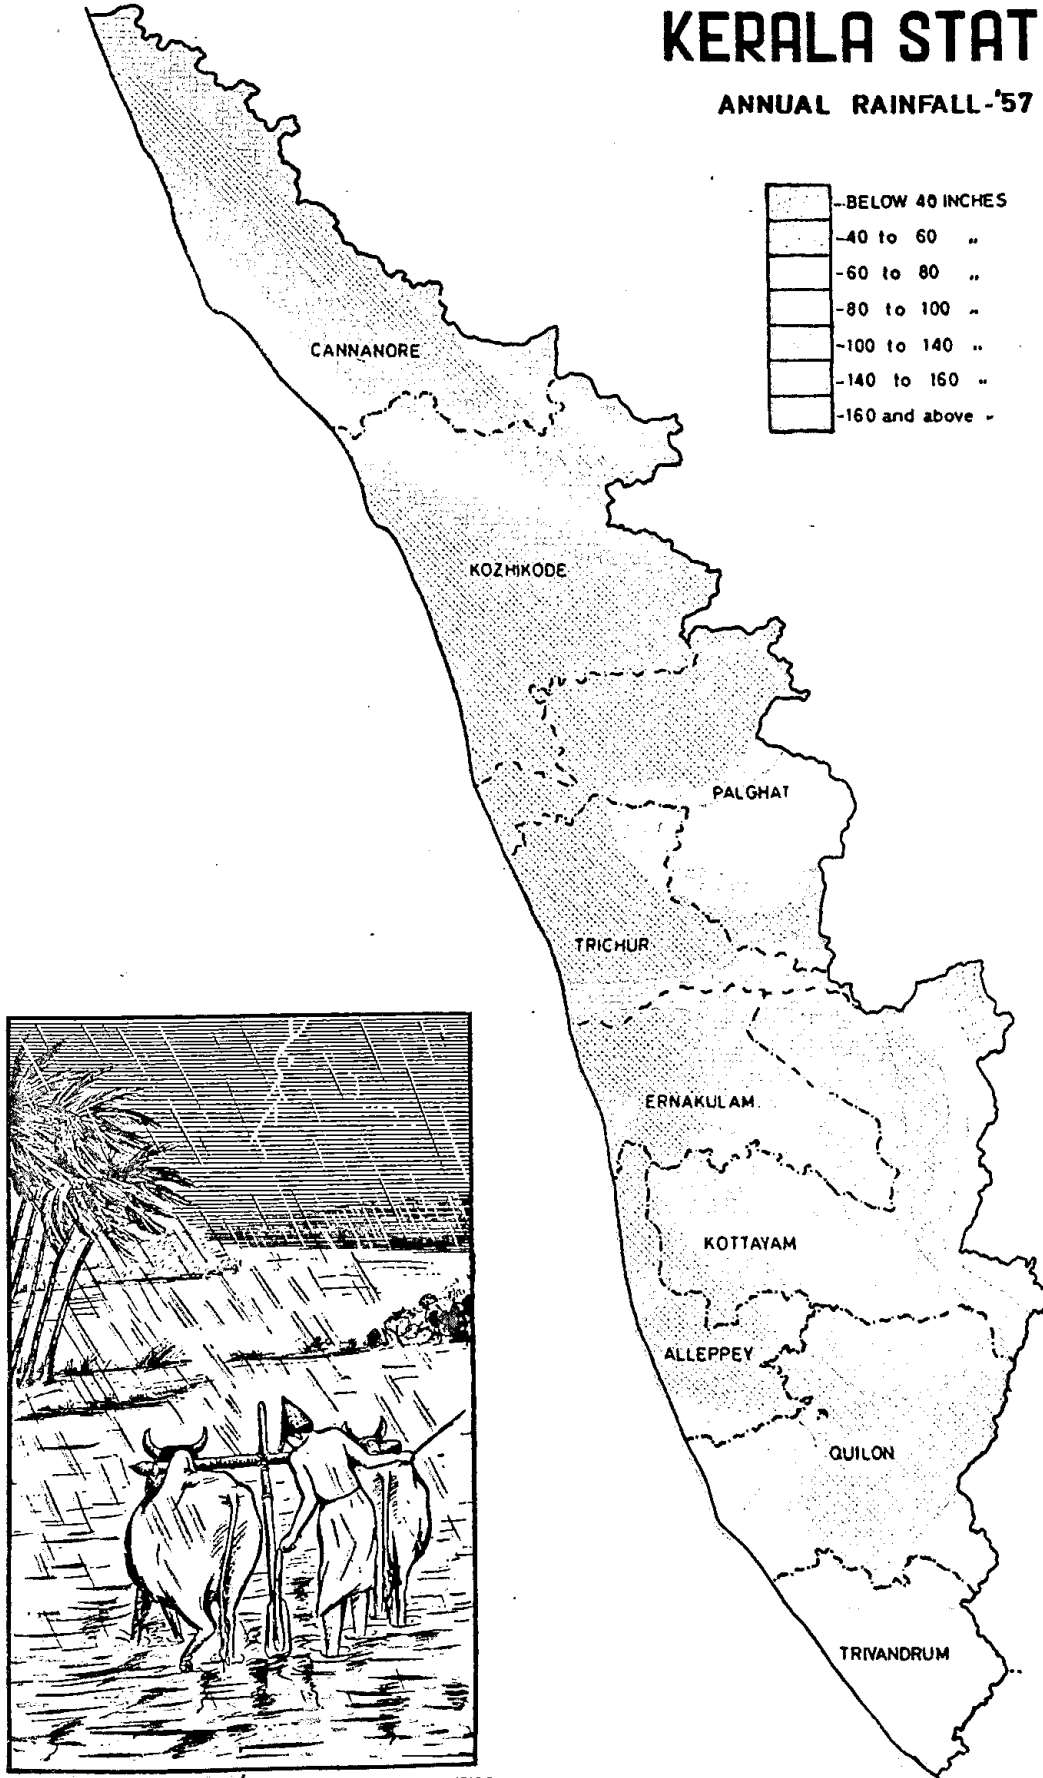 KERALA STAT
ANNUAL RAINFALL-'57
-BELOW 40 INCHES
-40 to 60 "
-60 to 80 "
-80 to 100 "
-100 to 140 "
-140 to 160 "
-160 and above "
CANNANORE
KOZHIKODE
PALGHAT
TRICHUR
ERNAKULAM
KOTTAYAM
ALLEPPEY
QUILON
TRIVANDRUM